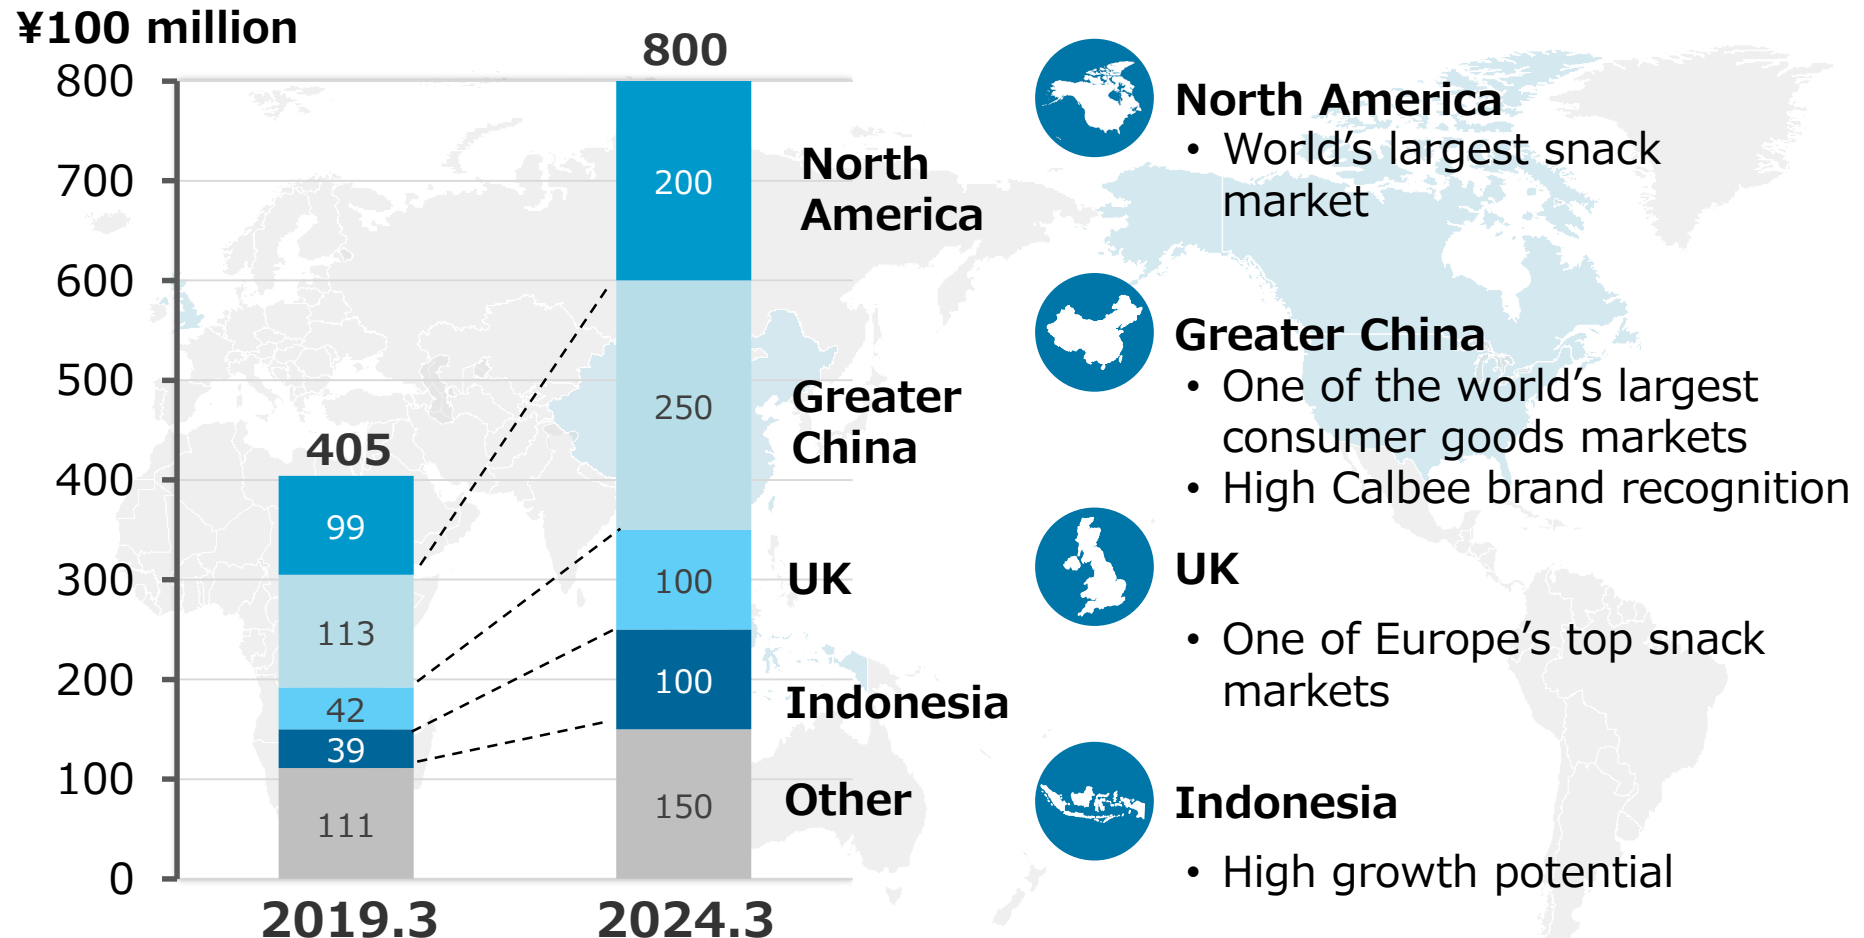 ¥100 million
800
700
600
500
400
300
200
100
0
405
99
113
42
39
111
2019.3
800
200
250
100
100
150
2024.3
North
America
Greater
China
UK
Indonesia
Other
North America
• World’s largest snack
market
Greater China
• One of the world’s largest
consumer goods markets
• High Calbee brand recognition
UK
• One of Europe’s top snack
markets
Indonesia
• High growth potential